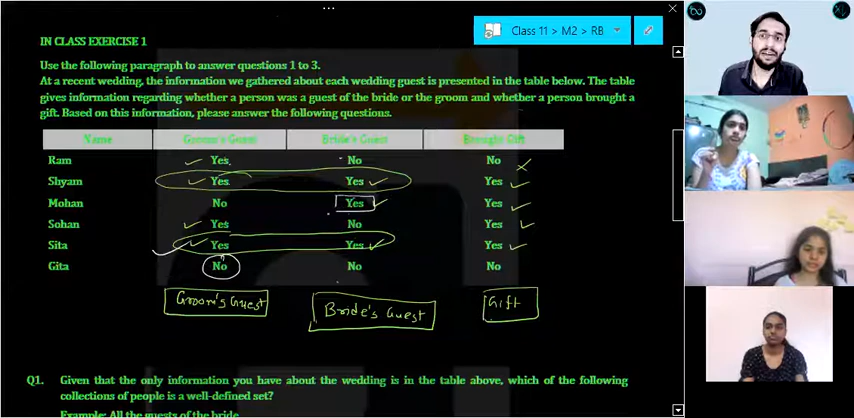 Class 11 > M2 > RB
IN CLASS EXERCISE 1
Use the following paragraph to answer questions 1 to 3.
At a recent wedding, the information we gathered about each wedding guest is presented in the table below. The table
gives information regarding whether a person was a guest of the bride or the groom and whether a person brought a
gift. Based on this information, please answer the following questions.
Name Groom's Guest Bride's Guest Brought Gift
Ram Yes No No
Shyam Yes Yes Yes
Mohan No Yes Yes
Sohan Yes No Yes
Sita Yes Yes Yes
Gita No No No
Groom's Guest Bride's Guest Gift
Q1. Given that the only information you have about the wedding is in the table above, which of the following
collections of people is a well-defined set?
Example: All the guests of the bride